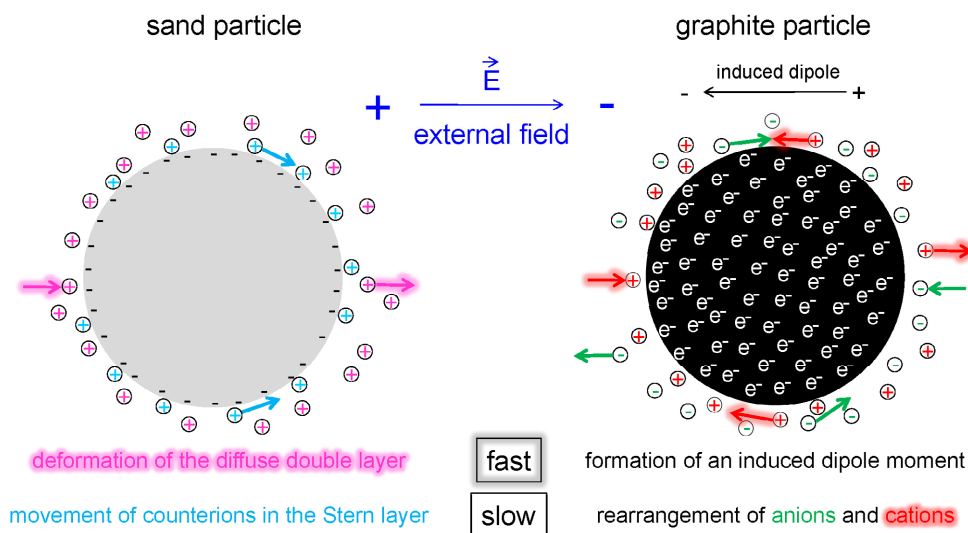 sand particle
graphite particle
induced dipole
- +
+ E -
external field
e⁻ e⁻ e⁻ e⁻ e⁻ e⁻ e⁻ e⁻ e⁻ e⁻
deformation of the diffuse double layer
fast
formation of an induced dipole moment
movement of counterions in the Stern layer
slow
rearrangement of anions and cations